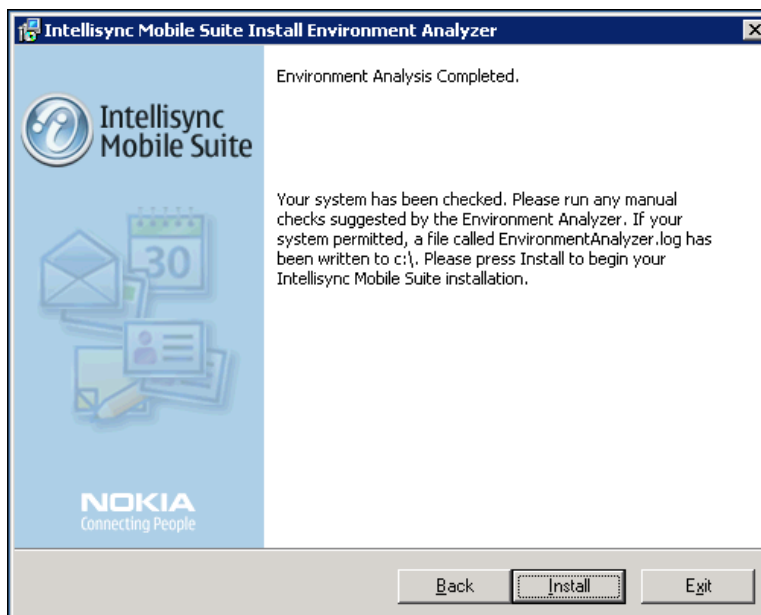 Intellisync Mobile Suite Install Environment Analyzer
Environment Analysis Completed.
Intellisync
Mobile Suite
Your system has been checked. Please run any manual
checks suggested by the Environment Analyzer. If your
system permitted, a file called EnvironmentAnalyzer.log has
been written to c:\. Please press Install to begin your
Intellisync Mobile Suite installation.
30
NOKIA
Connecting People
Back
Install
Exit